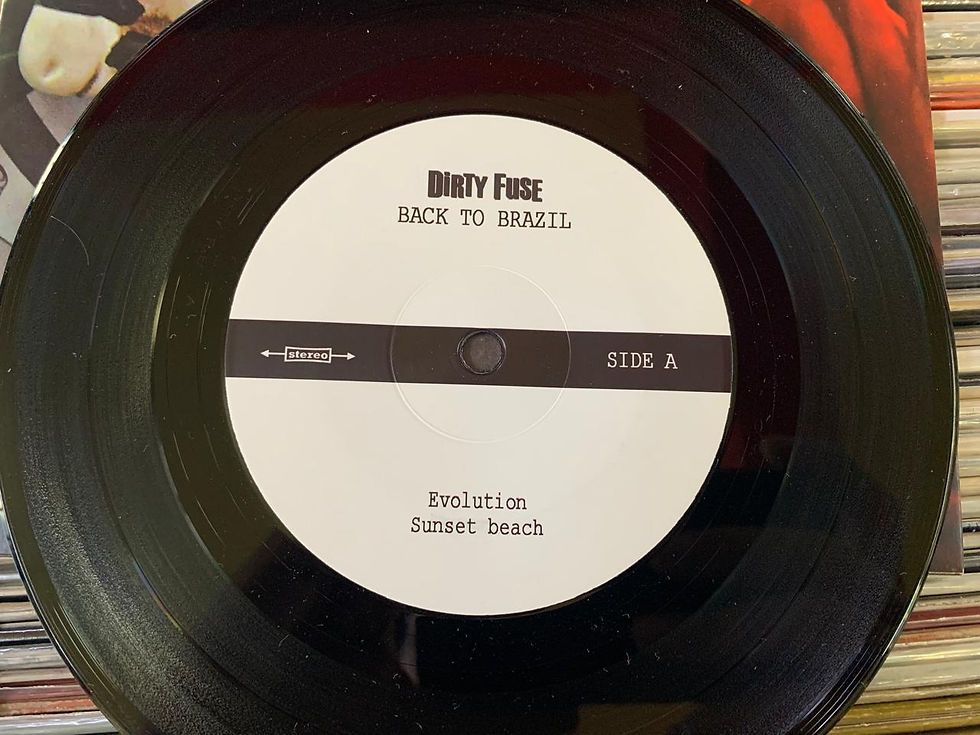 DiRTY FUSE
BACK TO BRAZIL
stereo
SIDE A
Evolution
Sunset beach